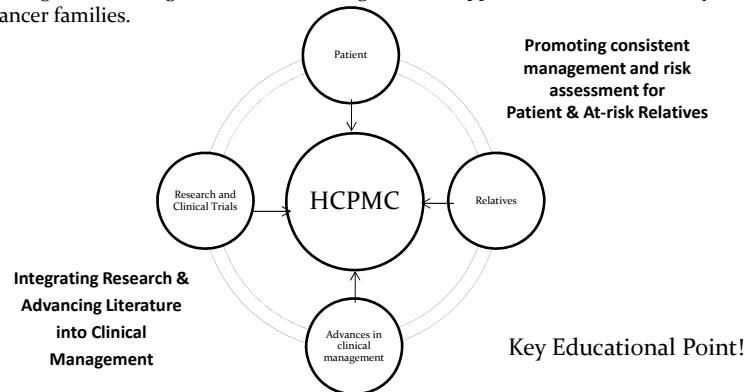 ancer families.
Patient
Promoting consistent
management and risk
assessment for
Patient & At-risk Relatives
Research and
Clinical Trials
HCPMC
Relatives
Integrating Research &
Advancing Literature
into Clinical
Management
Advances in
clinical
management
Key Educational Point!